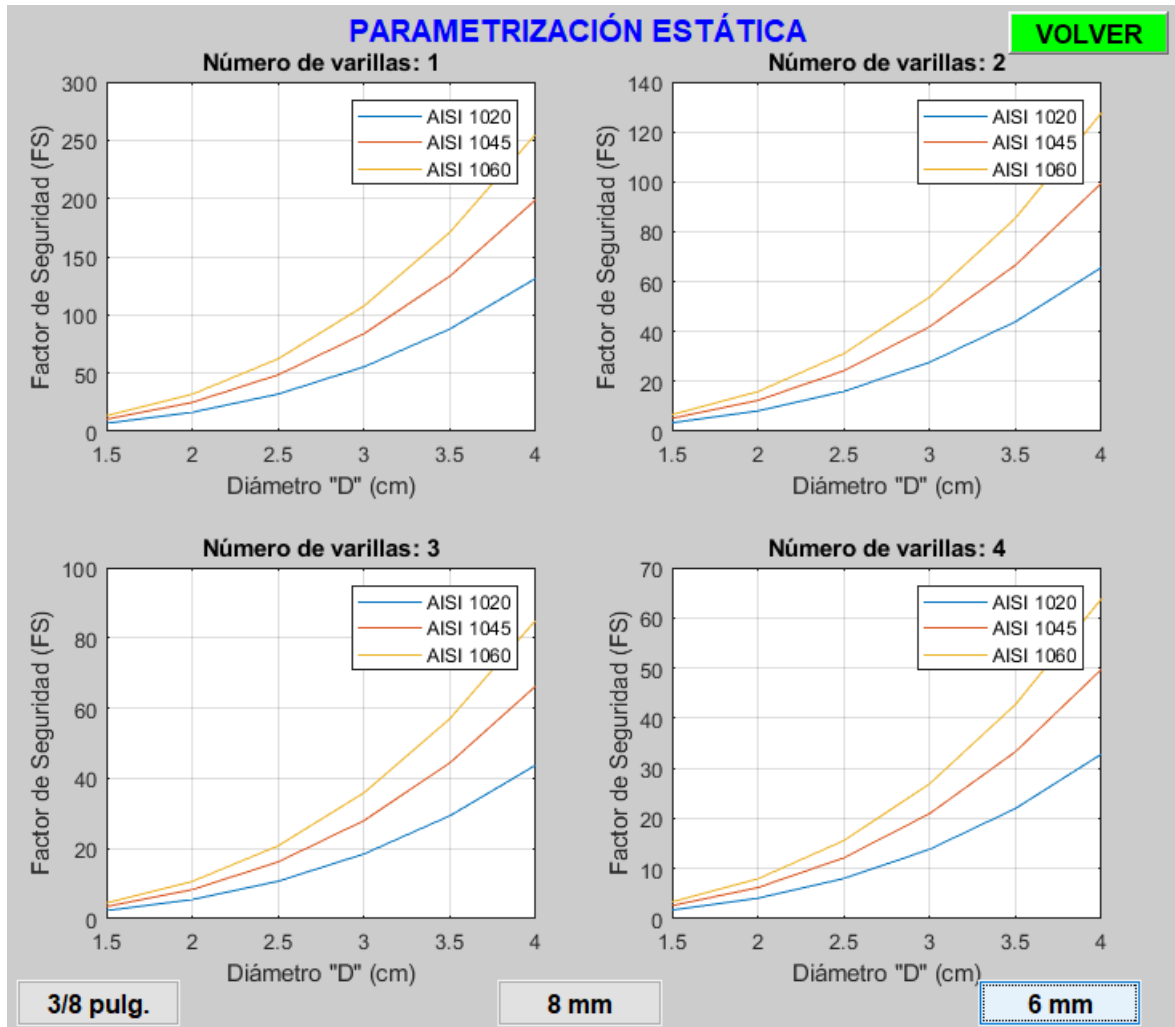 PARAMETRIZACIÓN ESTÁTICA
VOLVER
Número de varillas: 1
300
250
200
150
100
50
0
Factor de Seguridad (FS)
AISI 1020
AISI 1045
AISI 1060
1.5 2 2.5 3 3.5 4
Diámetro "D" (cm)
Número de varillas: 2
140
120
100
80
60
40
20
0
Factor de Seguridad (FS)
AISI 1020
AISI 1045
AISI 1060
1.5 2 2.5 3 3.5 4
Diámetro "D" (cm)
Número de varillas: 3
100
80
60
40
20
0
Factor de Seguridad (FS)
AISI 1020
AISI 1045
AISI 1060
1.5 2 2.5 3 3.5 4
Diámetro "D" (cm)
Número de varillas: 4
70
60
50
40
30
20
10
0
Factor de Seguridad (FS)
AISI 1020
AISI 1045
AISI 1060
1.5 2 2.5 3 3.5 4
Diámetro "D" (cm)
3/8 pulg.
8 mm
6 mm